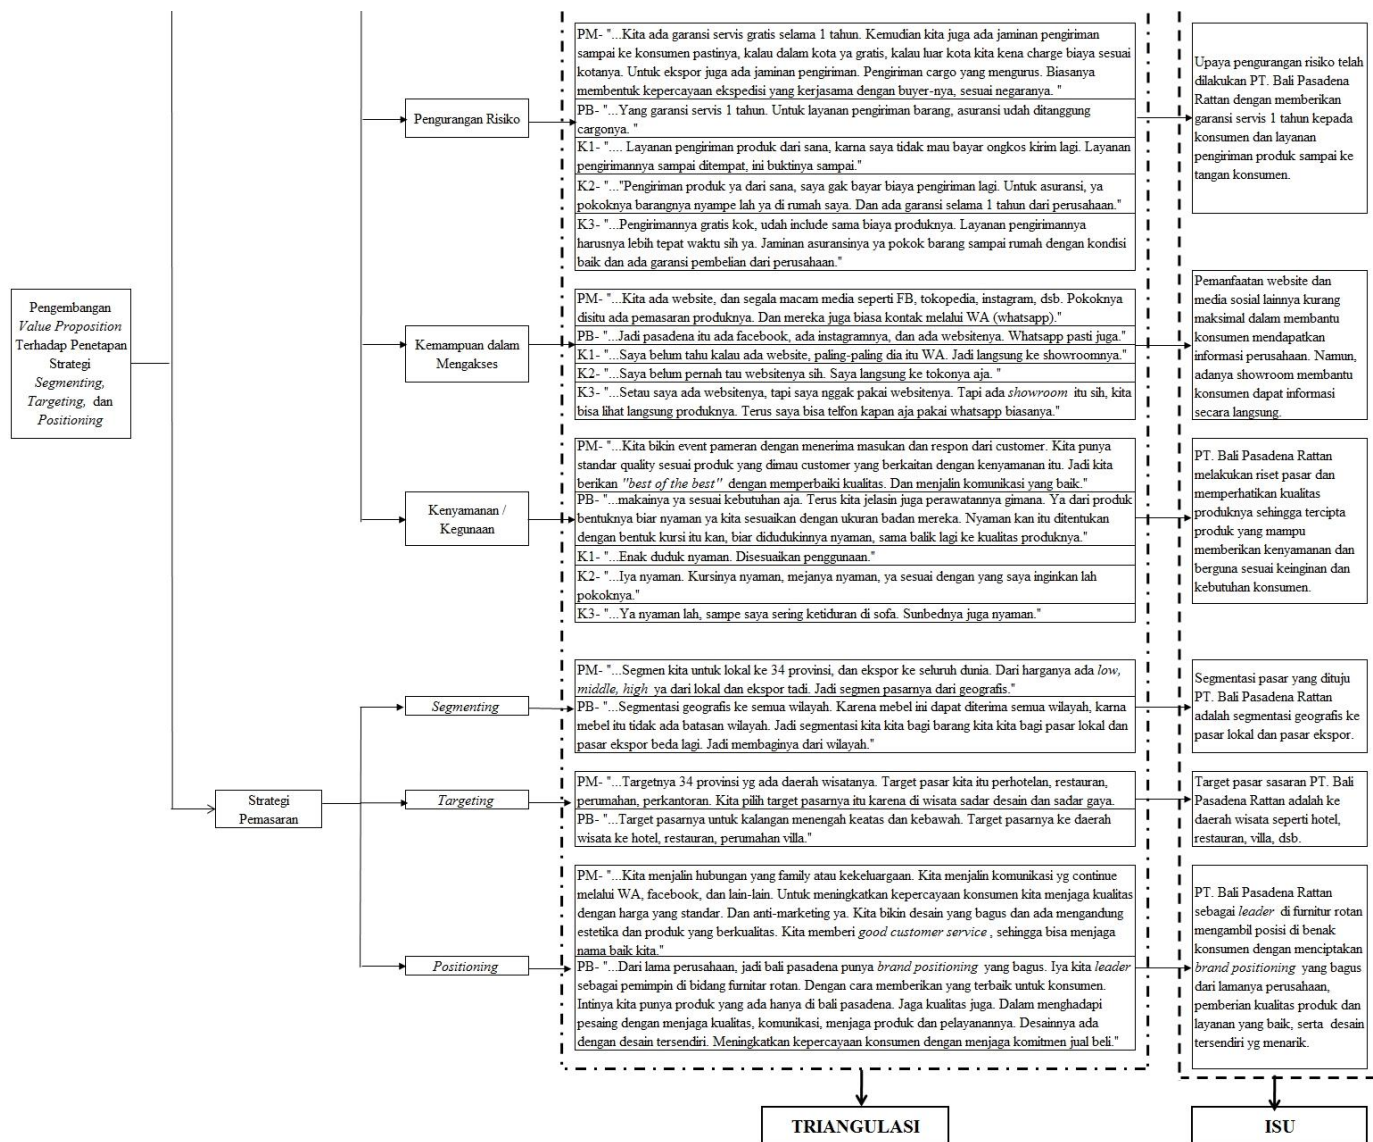 Pengembangan
Value Proposition
Terhadap Penetapan
Strategi
Segmenting,
Targeting, dan
Positioning
Pengurangan Risiko
PM- "...Kita ada garansi servis gratis selama 1 tahun. Kemudian kita juga ada jaminan pengiriman
sampai ke konsumen pastinya, kalau dalam kota ya gratis, kalau luar kota kita kena charge biaya sesuai
kotanya. Untuk ekspor juga ada jaminan pengiriman. Pengiriman cargo yang mengurus. Biasanya
membentuk kepercayaan ekspedisi yang kerjasama dengan buyer-nya, sesuai negaranya. "
PB- "...Yang garansi servis 1 tahun. Untuk layanan pengiriman barang, asuransi udah ditanggung
cargonya. "
K1- ".... Layanan pengiriman produk dari sana, karna saya tidak mau bayar ongkos kirim lagi. Layanan
pengirimannya sampai ditempat, ini buktinya sampai."
K2- "..."Pengiriman produk ya dari sana, saya gak bayar biaya pengiriman lagi. Untuk asuransi, ya
pokoknya barangnya nyampe lah ya di rumah saya. Dan ada garansi selama 1 tahun dari perusahaan."
K3- "...Pengirimannya gratis kok, udah include sama biaya produknya. Layanan pengirimannya
harusnya lebih tepat waktu sih ya. Jaminan asuransinya ya pokok barang sampai rumah dengan kondisi
baik dan ada garansi pembelian dari perusahaan."
Upaya pengurangan risiko telah
dilakukan PT. Bali Pasadena
Rattan dengan memberikan
garansi servis 1 tahun kepada
konsumen dan layanan
pengiriman produk sampai ke
tangan konsumen.
Kemampuan dalam
Mengakses
PM- "...Kita ada website, dan segala macam media seperti FB, tokopedia, instagram, dsb. Pokoknya
disitu ada pemasaran produknya. Dan mereka juga biasa kontak melalui WA (whatsapp)."
PB- "...Jadi pasadena itu ada facebook, ada instagramnya, dan ada websitenya. Whatsapp pasti juga."
K1- "...Saya belum tahu kalau ada website, paling-paling dia itu WA. Jadi langsung ke showroomnya."
K2- "...Saya belum pernah tau websitenya sih. Saya langsung ke tokonya aja. "
K3- "...Setau saya ada websitenya, tapi saya nggak pakai websitenya. Tapi ada showroom itu sih, kita
bisa lihat langsung produknya. Terus saya bisa telfon kapan aja pakai whatsapp biasanya."
Pemanfaatan website dan
media sosial lainnya kurang
maksimal dalam membantu
konsumen mendapatkan
informasi perusahaan. Namun,
adanya showroom membantu
konsumen dapat informasi
secara langsung.
Kenyamanan /
Kegunaan
PM- "...Kita bikin event pameran dengan menerima masukan dan respon dari customer. Kita punya
standar quality sesuai produk yang dimau customer yang berkaitan dengan kenyamanan itu. Jadi kita
berikan "best of the best" dengan memperbaiki kualitas. Dan menjalin komunikasi yang baik."
PB- "...makainya ya sesuai kebutuhan aja. Terus kita jelasin juga perawatannya gimana. Ya dari produk
bentuknya biar nyaman ya kita sesuaikan dengan ukuran badan mereka. Nyaman kan itu ditentukan
dengan bentuk kursi itu kan, biar didudukinnya nyaman, sama balik lagi ke kualitas produknya."
K1- "...Enak duduk nyaman. Disesuaikan penggunaan."
K2- "...Iya nyaman. Kursinya nyaman, mejanya nyaman, ya sesuai dengan yang saya inginkan lah
pokoknya."
K3- "...Ya nyaman lah, sampe saya sering ketiduran di sofa. Sunbednya juga nyaman."
PT. Bali Pasadena Rattan
melakukan riset pasar dan
memperhatikan kualitas
produknya sehingga tercipta
produk yang mampu
memberikan kenyamanan dan
berguna sesuai keinginan dan
kebutuhan konsumen.
Strategi
Pemasaran
Segmenting
PM- "...Segmen kita untuk lokal ke 34 provinsi, dan ekspor ke seluruh dunia. Dari harganya ada low,
middle, high ya dari lokal dan ekspor tadi. Jadi segmen pasarnya dari geografis."
PB- "...Segmentasi geografis ke semua wilayah. Karena mebel ini dapat diterima semua wilayah, karna
mebel itu tidak ada batasan wilayah. Jadi segmentasi kita kita bagi barang kita kita bagi pasar lokal dan
pasar ekspor beda lagi. Jadi membaginya dari wilayah."
Segmentasi pasar yang dituju
PT. Bali Pasadena Rattan
adalah segmentasi geografis ke
pasar lokal dan pasar ekspor.
Targeting
PM- "...Targetnya 34 provinsi yg ada daerah wisatanya. Target pasar kita itu perhotelan, restauran,
perumahan, perkantoran. Kita pilih target pasarnya itu karena di wisata sadar desain dan sadar gaya.
PB- "...Target pasarnya untuk kalangan menengah keatas dan kebawah. Target pasarnya ke daerah
wisata ke hotel, restauran, perumahan villa."
Target pasar sasaran PT. Bali
Pasadena Rattan adalah ke
daerah wisata seperti hotel,
restauran, villa, dsb.
Positioning
PM- "...Kita menjalin hubungan yang family atau kekeluargaan. Kita menjalin komunikasi yg continue
melalui WA, facebook, dan lain-lain. Untuk meningkatkan kepercayaan konsumen kita menjaga kualitas
dengan harga yang standar. Dan anti-marketing ya. Kita bikin desain yang bagus dan ada mengandung
estetika dan produk yang berkualitas. Kita memberi good customer service , sehingga bisa menjaga
nama baik kita."
PB- "...Dari lama perusahaan, jadi bali pasadena punya brand positioning yang bagus. Iya kita leader
sebagai pemimpin di bidang furnitar rotan. Dengan cara memberikan yang terbaik untuk konsumen.
Intinya kita punya produk yang ada hanya di bali pasadena. Jaga kualitas juga. Dalam menghadapi
pesaing dengan menjaga kualitas, komunikasi, menjaga produk dan pelayanannya. Desainnya ada
dengan desain tersendiri. Meningkatkan kepercayaan konsumen dengan menjaga komitmen jual beli."
PT. Bali Pasadena Rattan
sebagai leader di furnitur rotan
mengambil posisi di benak
konsumen dengan menciptakan
brand positioning yang bagus
dari lamanya perusahaan,
pemberian kualitas produk dan
layanan yang baik, serta desain
tersendiri yg menarik.
TRIANGULASI
ISU